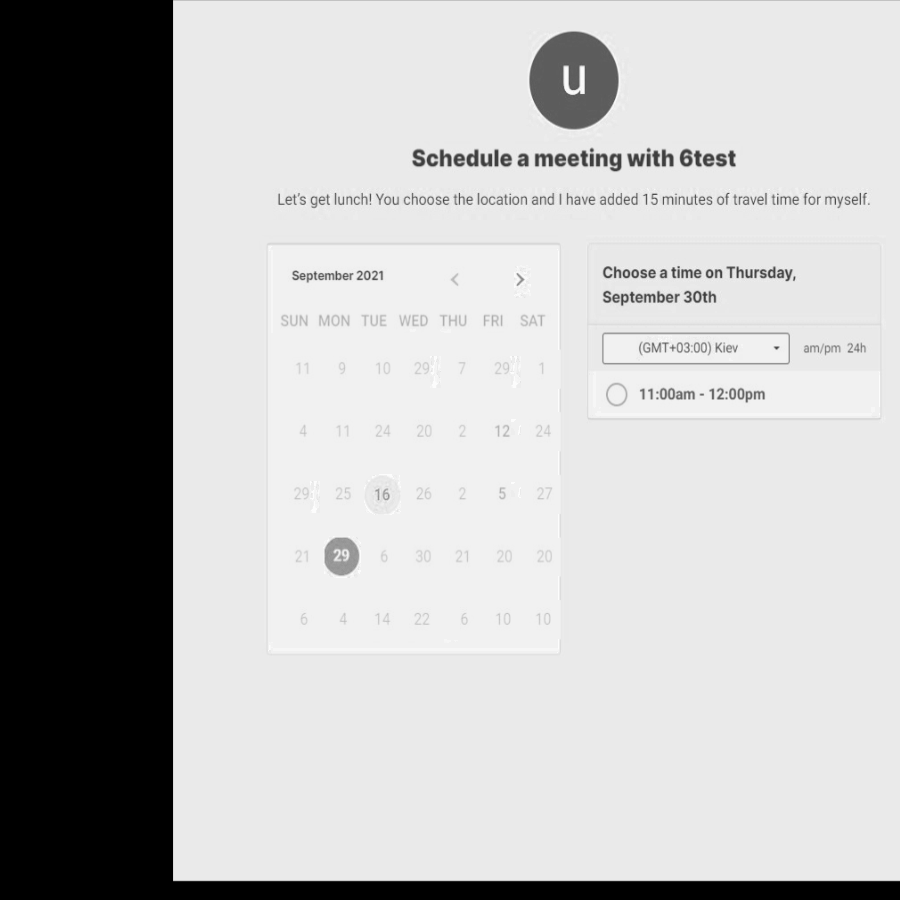 u
Schedule a meeting with 6test
Let's get lunch! You choose the location and I have added 15 minutes of travel time for myself.
September 2021
SUN MON TUE WED THU FRI SAT
11 9 10 29 7 29 1
4 11 24 20 2 12 24
29 25 16 26 2 5 27
21 29 6 30 21 20 20
6 4 14 22 6 10 10
Choose a time on Thursday,
September 30th
(GMT+03:00) Kiev am/pm 24h
11:00am - 12:00pm